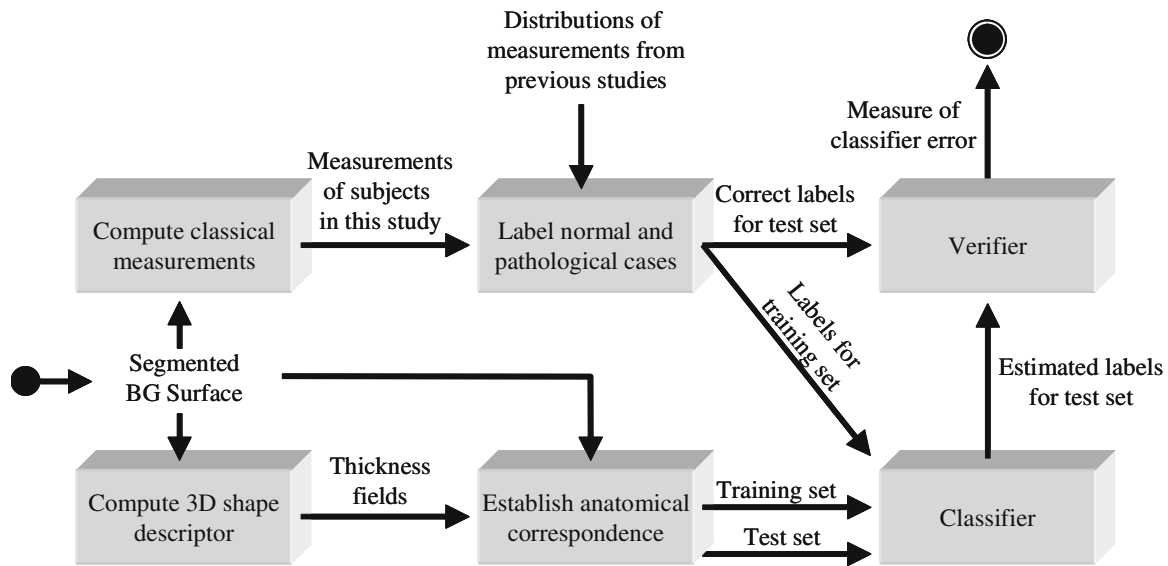 Distributions of
measurements from
previous studies
Measure of
classifier error
Measurements
of subjects
in this study
Correct labels
for test set
Compute classical
measurements
Label normal and
pathological cases
Verifier
Labels for
training set
Segmented
BG Surface
Estimated labels
for test set
Thickness
fields
Compute 3D shape
descriptor
Establish anatomical
correspondence
Training set
Test set
Classifier